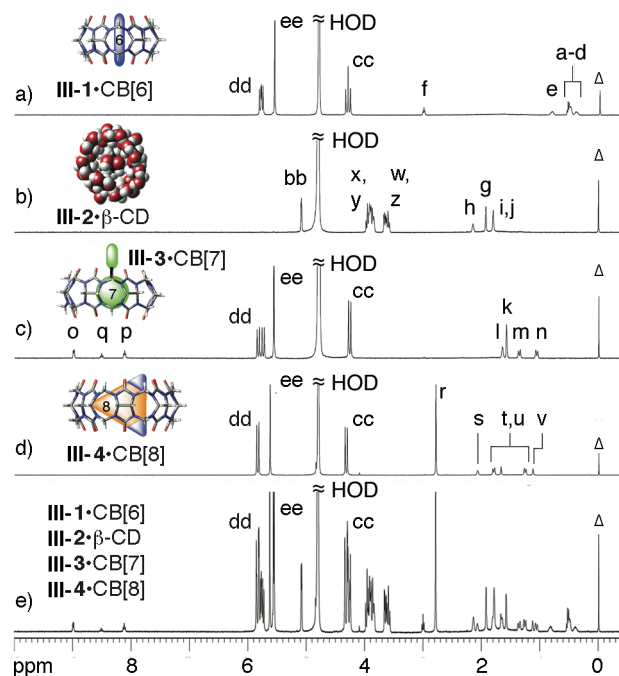 6
III-1•CB[6]
a)
dd
ee
≈ HOD
cc
f
e
a-d
Δ
III-2•β-CD
b)
bb
≈ HOD
x,
y
w,
z
h
g
i,j
Δ
III-3•CB[7]
7
c)
o
q
p
dd
ee
≈ HOD
cc
l
k
m
n
Δ
8
III-4•CB[8]
d)
dd
ee
≈ HOD
cc
r
s
t,u
v
Δ
III-1•CB[6]
III-2•β-CD
III-3•CB[7]
III-4•CB[8]
e)
dd
ee
≈ HOD
cc
Δ
ppm 8 6 4 2 0